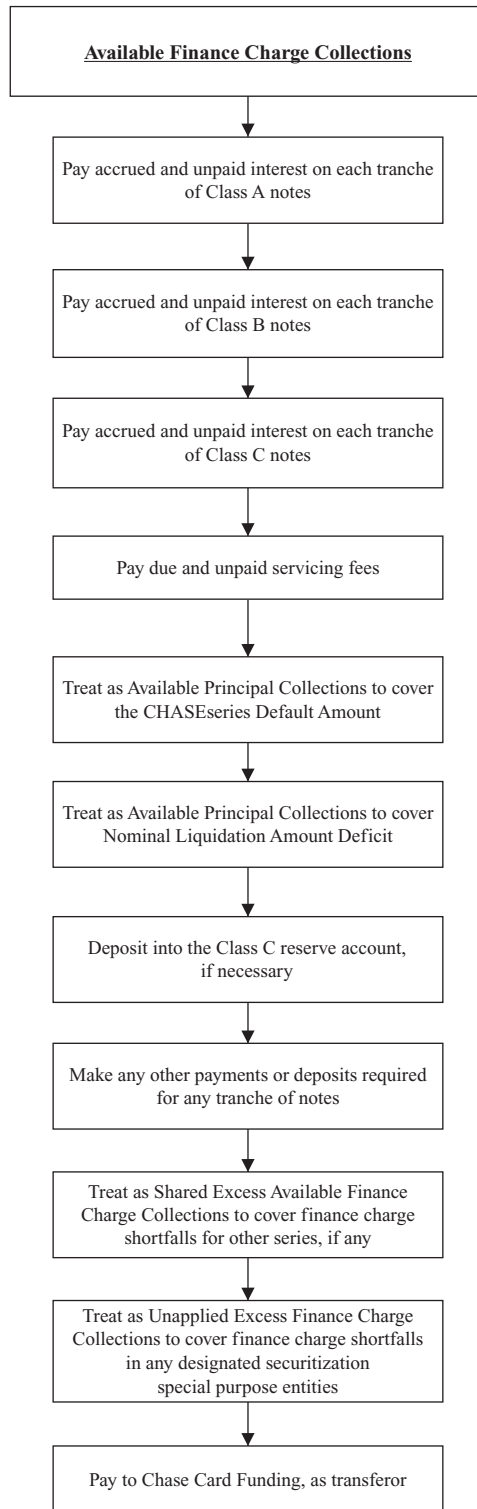 Available Finance Charge Collections
Pay accrued and unpaid interest on each tranche
of Class A notes
Pay accrued and unpaid interest on each tranche
of Class B notes
Pay accrued and unpaid interest on each tranche
of Class C notes
Pay due and unpaid servicing fees
Treat as Available Principal Collections to cover
the CHASEseries Default Amount
Treat as Available Principal Collections to cover
Nominal Liquidation Amount Deficit
Deposit into the Class C reserve account,
if necessary
Make any other payments or deposits required
for any tranche of notes
Treat as Shared Excess Available Finance
Charge Collections to cover finance charge
shortfalls for other series, if any
Treat as Unapplied Excess Finance Charge
Collections to cover finance charge shortfalls
in any designated securitization
special purpose entities
Pay to Chase Card Funding, as transferor